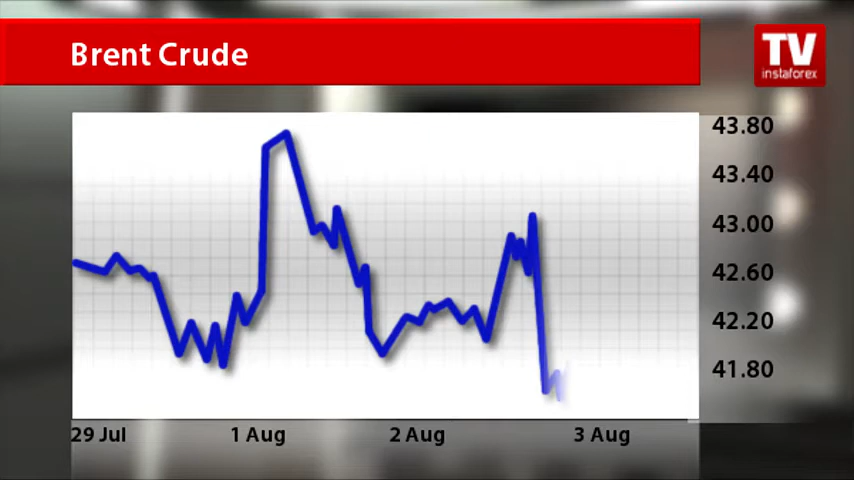 Brent Crude
TV
instaforex
43.80
43.40
43.00
42.60
42.20
41.80
29 Jul
1 Aug
2 Aug
3 Aug